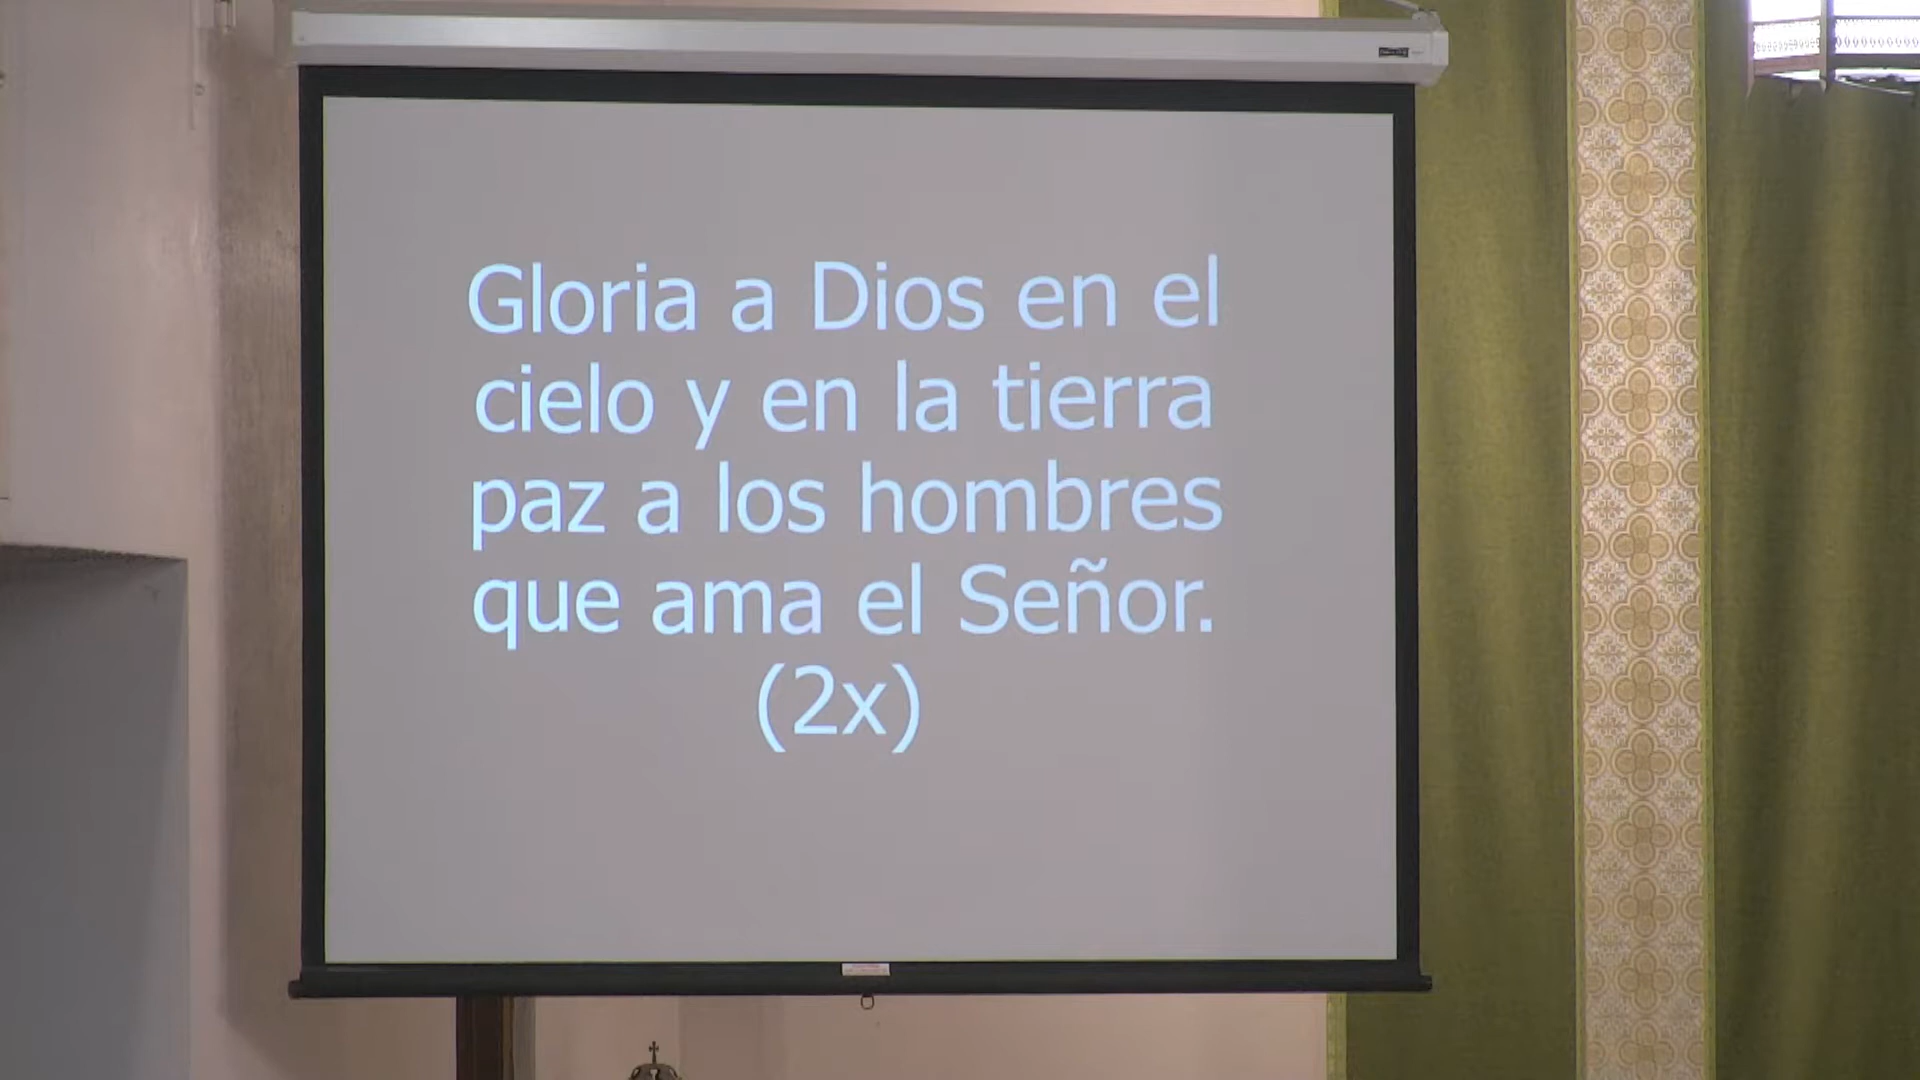 Gloria a Dios en el
cielo y en la tierra
paz a los hombres
que ama el Señor.
(2x)